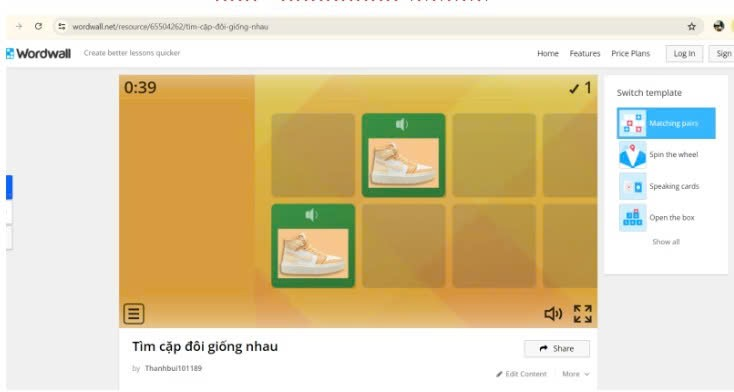 wordwall.net/resource/65504262/tìm-cặp-đôi-giống-nhau
Wordwall Create better lessons quicker Home Features Price Plans Log In Sign
0:39 ✓ 1
Switch template
Matching pairs
Spin the wheel
Speaking cards
Open the box
Show all
Tìm cặp đôi giống nhau
Share
by Thanhbui101189
Edit Content More